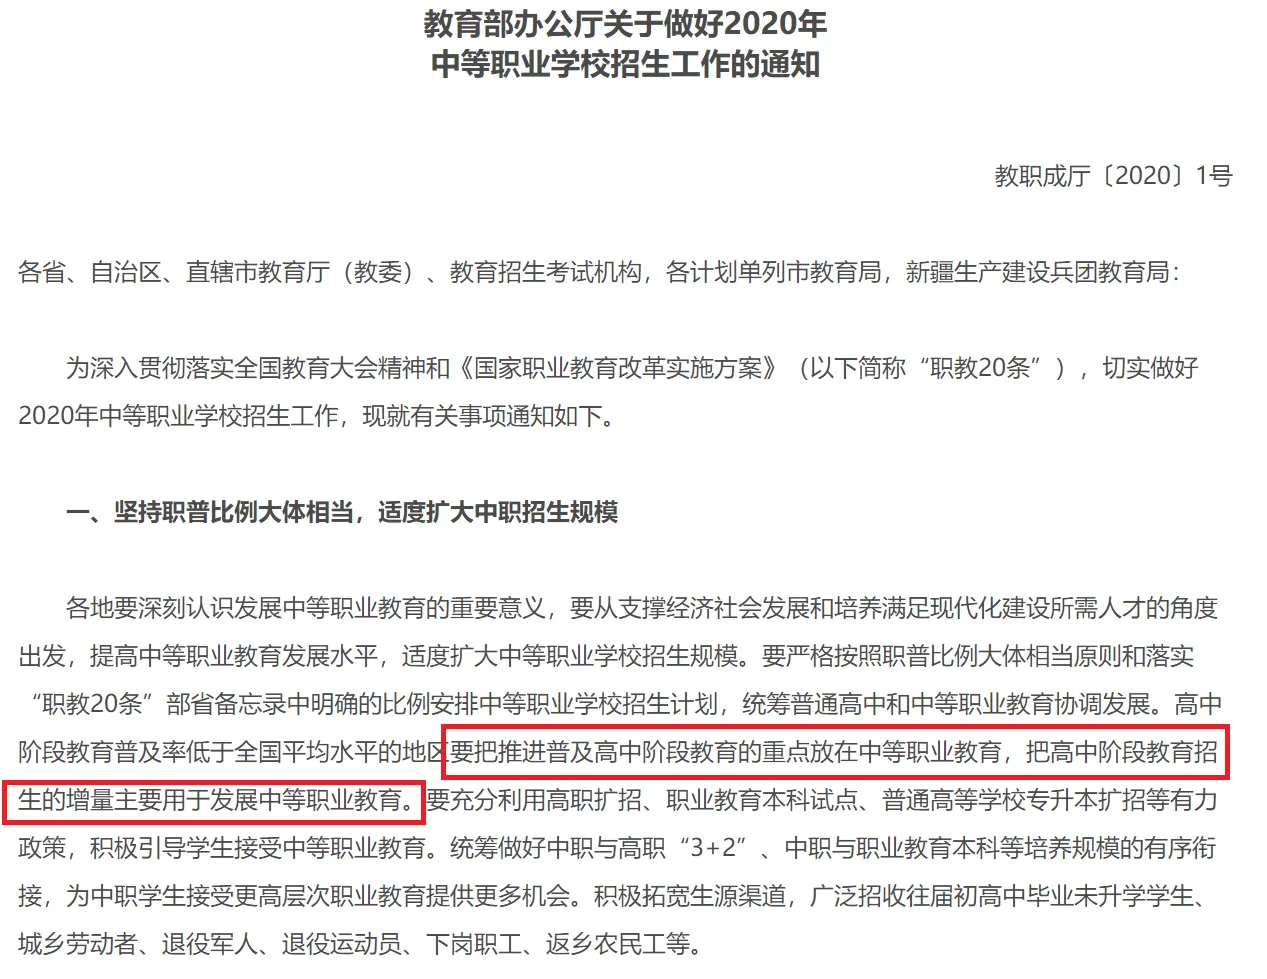 教育部办公厅关于做好2020年
中等职业学校招生工作的通知
教职成厅〔2020〕1号
各省、自治区、直辖市教育厅（教委）、教育招生考试机构，各计划单列市教育局，新疆生产建设兵团教育局：
为深入贯彻落实全国教育大会精神和《国家职业教育改革实施方案》（以下简称“职教20条”），切实做好
2020年中等职业学校招生工作，现就有关事项通知如下。
一、坚持职普比例大体相当，适度扩大中职招生规模
各地要深刻认识发展中等职业教育的重要意义，要从支撑经济社会发展和培养满足现代化建设所需人才的角度
出发，提高中等职业教育发展水平，适度扩大中等职业学校招生规模。要严格按照职普比例大体相当原则和落实
“职教20条”部省备忘录中明确的比例安排中等职业学校招生计划，统筹普通高中和中等职业教育协调发展。高中
阶段教育普及率低于全国平均水平的地区要把推进普及高中阶段教育的重点放在中等职业教育，把高中阶段教育招
生的增量主要用于发展中等职业教育。要充分利用高职扩招、职业教育本科试点、普通高等学校专升本扩招等有力
政策，积极引导学生接受中等职业教育。统筹做好中职与高职“3+2”、中职与职业教育本科等培养规模的有序衔
接，为中职学生接受更高层次职业教育提供更多机会。积极拓宽生源渠道，广泛招收往届初高中毕业未升学学生、
城乡劳动者、退役军人、退役运动员、下岗职工、返乡农民工等。